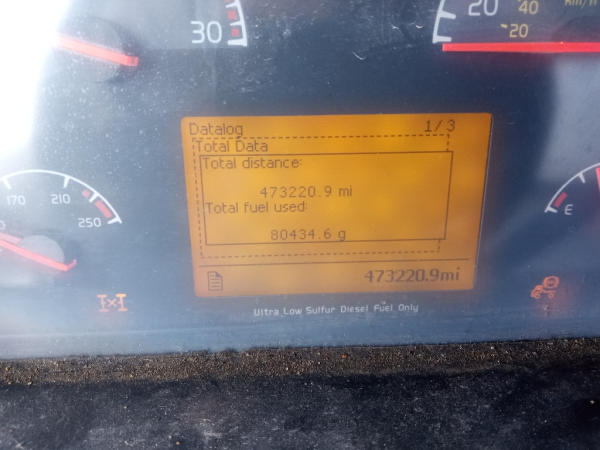 30
20
40
km/h
20
Datalog 1/3
Total Data
Total distance:
473220.9 mi
Total fuel used:
80434.6 g
170
210
250
E
473220.9mi
Ultra Low Sulfur Diesel Fuel Only